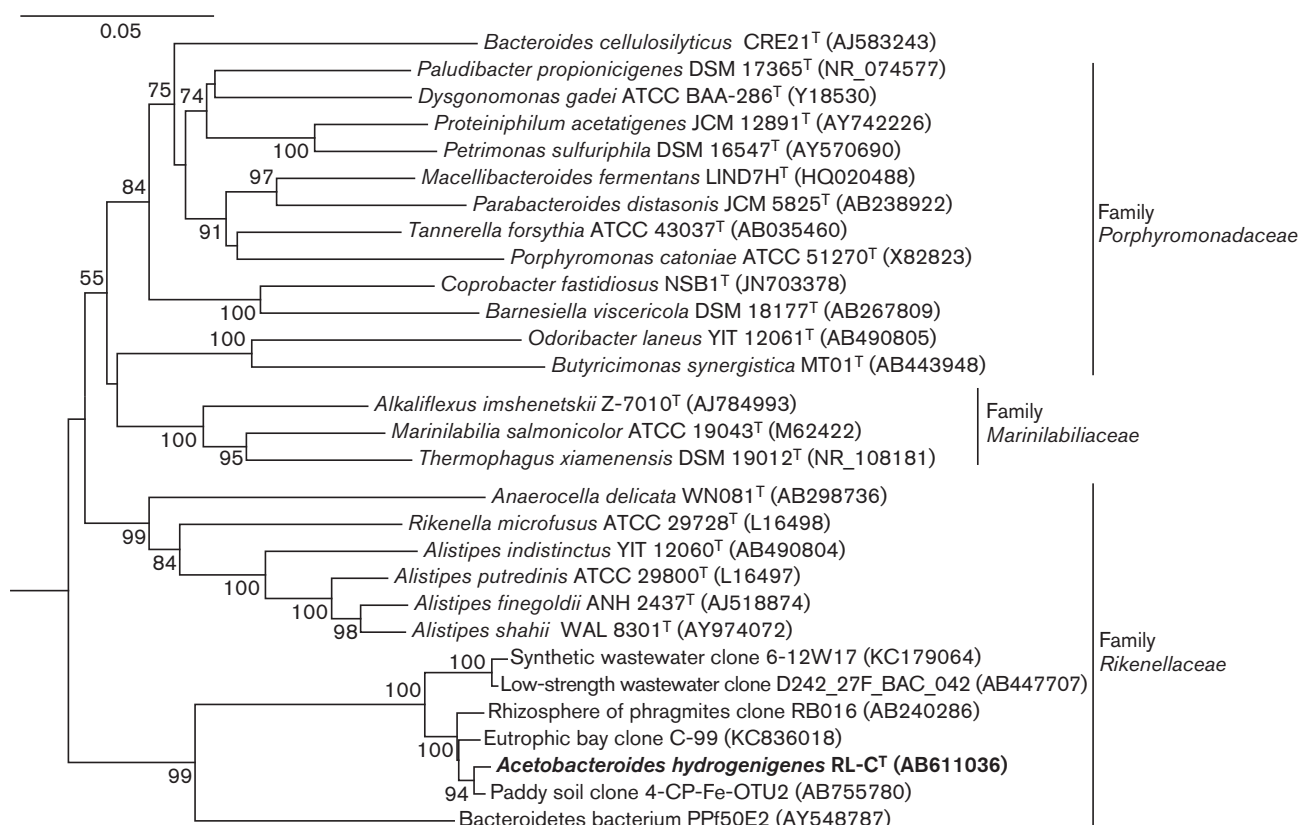 0.05
Bacteroides cellulosilyticus CRE21ᵀ (AJ583243)
Paludibacter propionicigenes DSM 17365ᵀ (NR_074577)
75
74
Dysgonomonas gadei ATCC BAA-286ᵀ (Y18530)
Proteiniphilum acetatigenes JCM 12891ᵀ (AY742226)
100
Petrimonas sulfuriphila DSM 16547ᵀ (AY570690)
97
Macellibacteroides fermentans LIND7Hᵀ (HQ020488)
84
Parabacteroides distasonis JCM 5825ᵀ (AB238922)
Family
Porphyromonadaceae
91
Tannerella forsythia ATCC 43037ᵀ (AB035460)
Porphyromonas catoniae ATCC 51270ᵀ (X82823)
55
Coprobacter fastidiosus NSB1ᵀ (JN703378)
100
Barnesiella viscericola DSM 18177ᵀ (AB267809)
100
Odoribacter laneus YIT 12061ᵀ (AB490805)
Butyricimonas synergistica MT01ᵀ (AB443948)
Alkaliflexus imshenetskii Z-7010ᵀ (AJ784993)
Family
Marinilabiliaceae
100
Marinilabilia salmonicolor ATCC 19043ᵀ (M62422)
95
Thermophagus xiamenensis DSM 19012ᵀ (NR_108181)
Anaerocella delicata WN081ᵀ (AB298736)
99
Rikenella microfusus ATCC 29728ᵀ (L16498)
84
Alistipes indistinctus YIT 12060ᵀ (AB490804)
100
Alistipes putredinis ATCC 29800ᵀ (L16497)
100
Alistipes finegoldii ANH 2437ᵀ (AJ518874)
98
Alistipes shahii WAL 8301ᵀ (AY974072)
Family
Rikenellaceae
100
Synthetic wastewater clone 6-12W17 (KC179064)
100
Low-strength wastewater clone D242_27F_BAC_042 (AB447707)
Rhizosphere of phragmites clone RB016 (AB240286)
100
Eutrophic bay clone C-99 (KC836018)
Acetobacteroides hydrogenigenes RL-Cᵀ (AB611036)
99
94
Paddy soil clone 4-CP-Fe-OTU2 (AB755780)
Bacteroidetes bacterium PPf50E2 (AY548787)